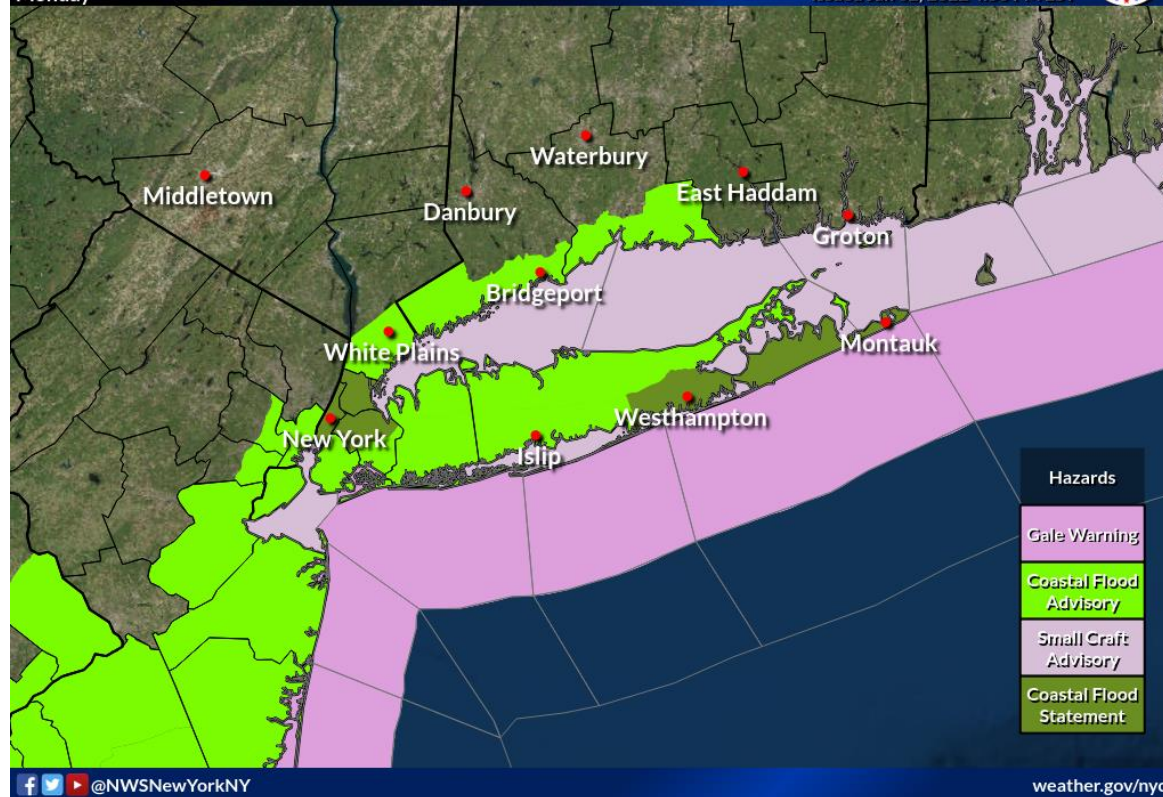 Monday
Waterbury
East Haddam
Middletown
Danbury
Groton
Bridgeport
White Plains
Montauk
Westhampton
New York
Islip
Hazards
Gale Warning
Coastal Flood
Advisory
Small Craft
Advisory
Coastal Flood
Statement
@NWSNewYorkNY
weather.gov/nyc